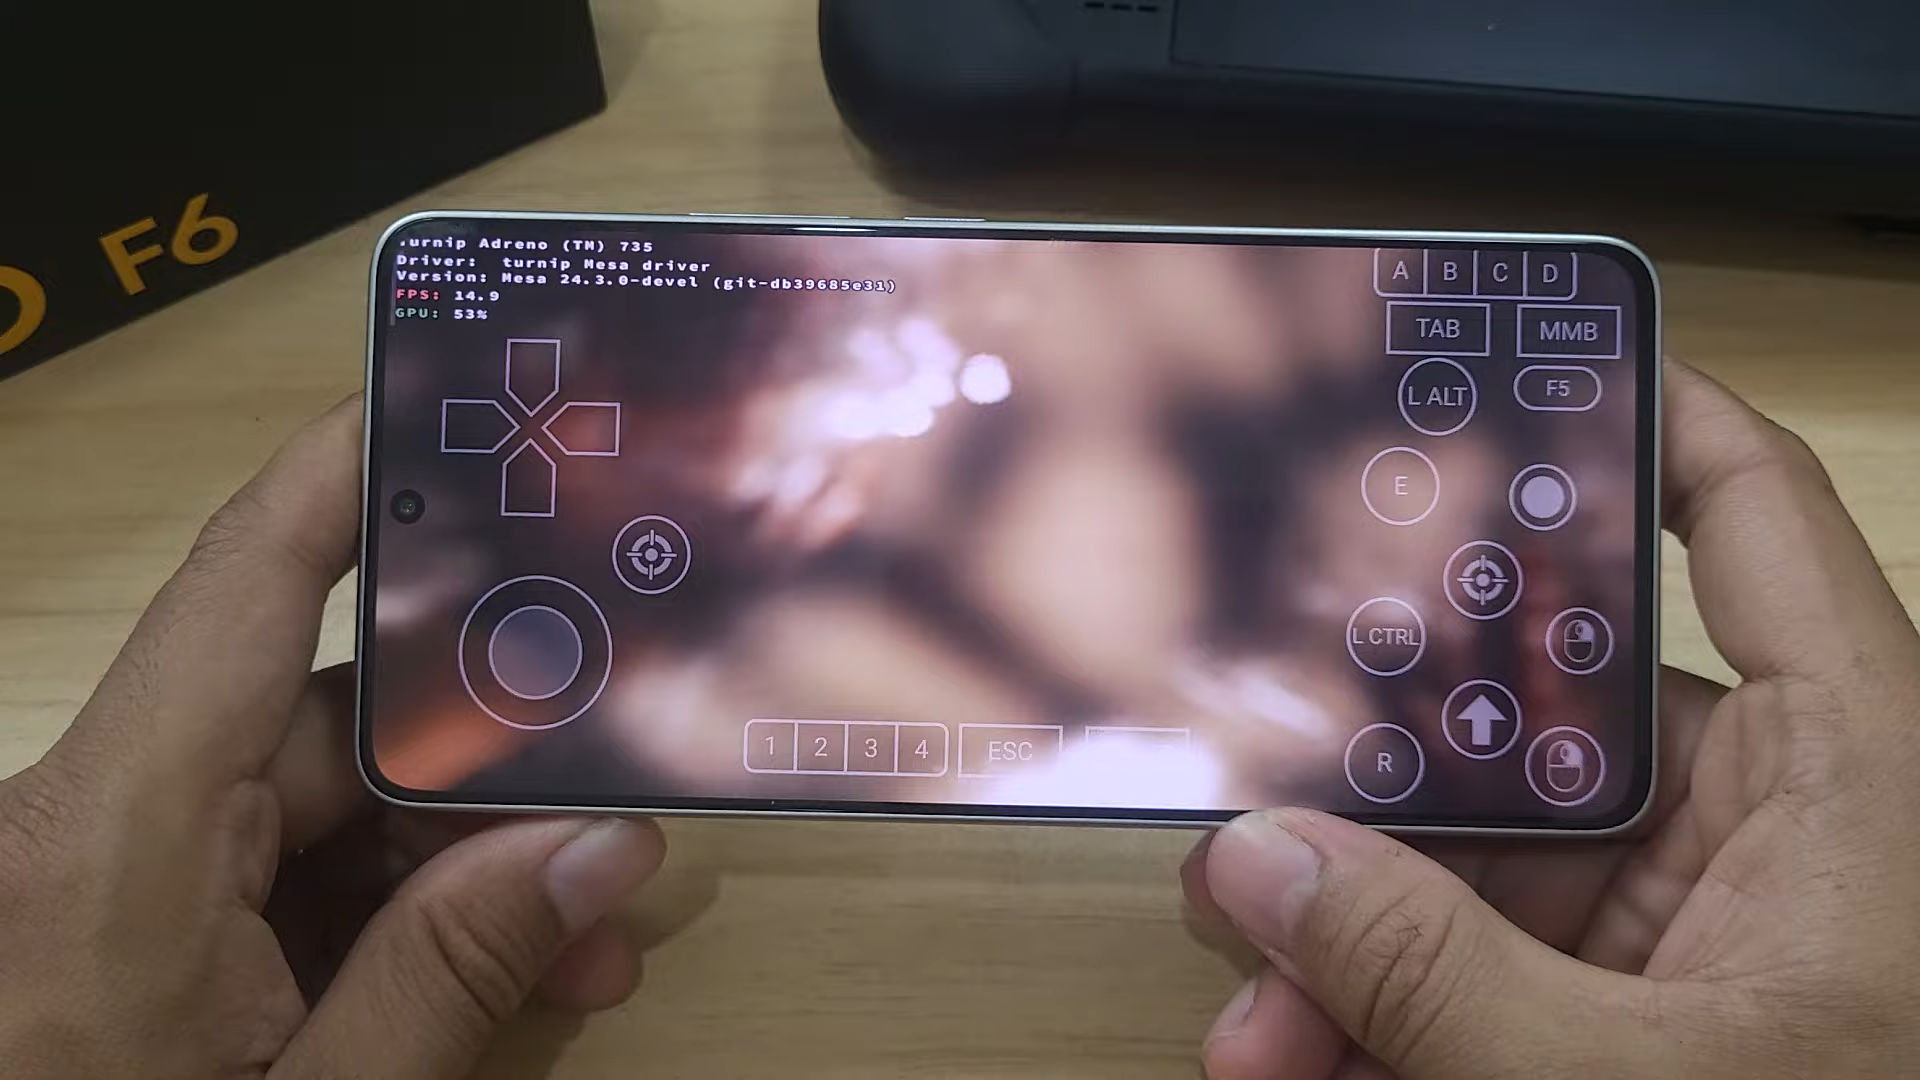 F6
.urnip Adreno (TM) 735
Driver: turnip Mesa driver
Version: Mesa 24.3.0-devel (git-db39685e31)
FPS: 14.9
GPU: 53%
A B C D
TAB MMB
L ALT F5
E
L CTRL
1 2 3 4 ESC
R